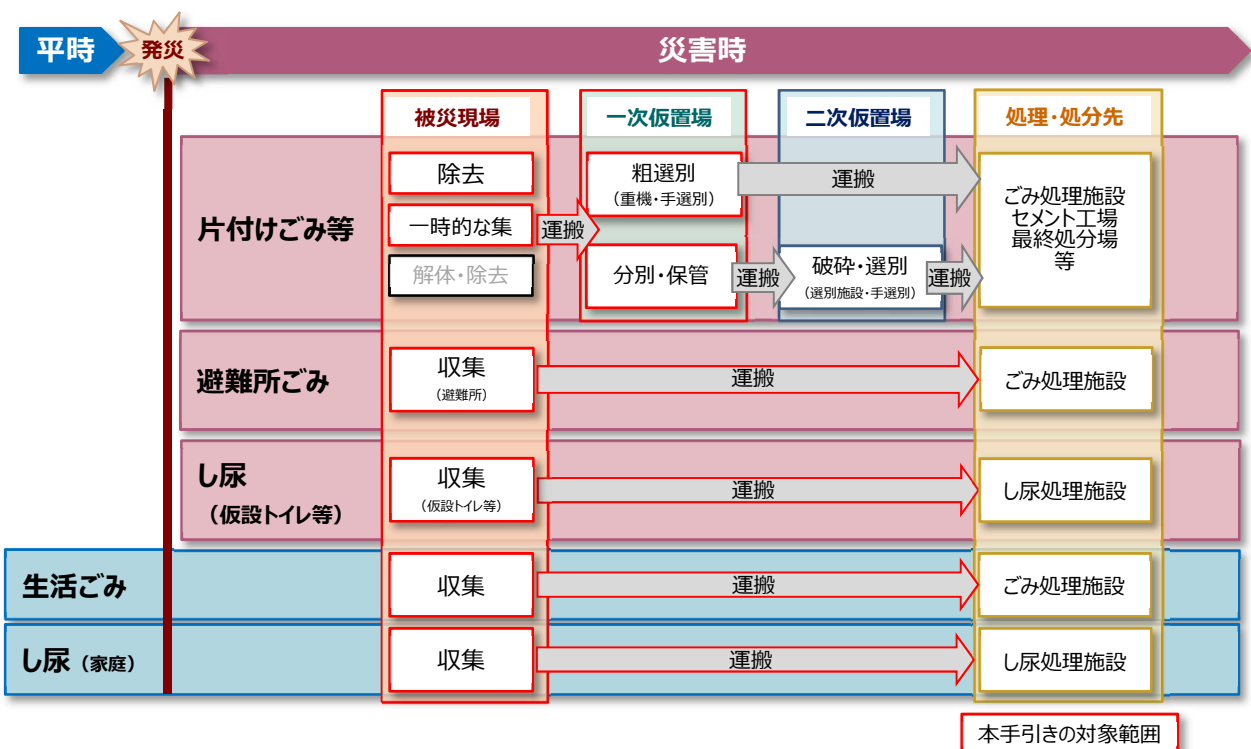 平時
発災
災害時
被災現場
一次仮置場
二次仮置場
処理・処分先
片付けごみ等
除去
一時的な集
解体・除去
運搬
粗選別
（重機・手選別）
分別・保管
運搬
運搬
破砕・選別
（選別施設・手選別）
運搬
ごみ処理施設
セメント工場
最終処分場
等
避難所ごみ
収集
（避難所）
運搬
ごみ処理施設
し尿
（仮設トイレ等）
収集
（仮設トイレ等）
運搬
し尿処理施設
生活ごみ
収集
運搬
ごみ処理施設
し尿（家庭）
収集
運搬
し尿処理施設
本手引きの対象範囲